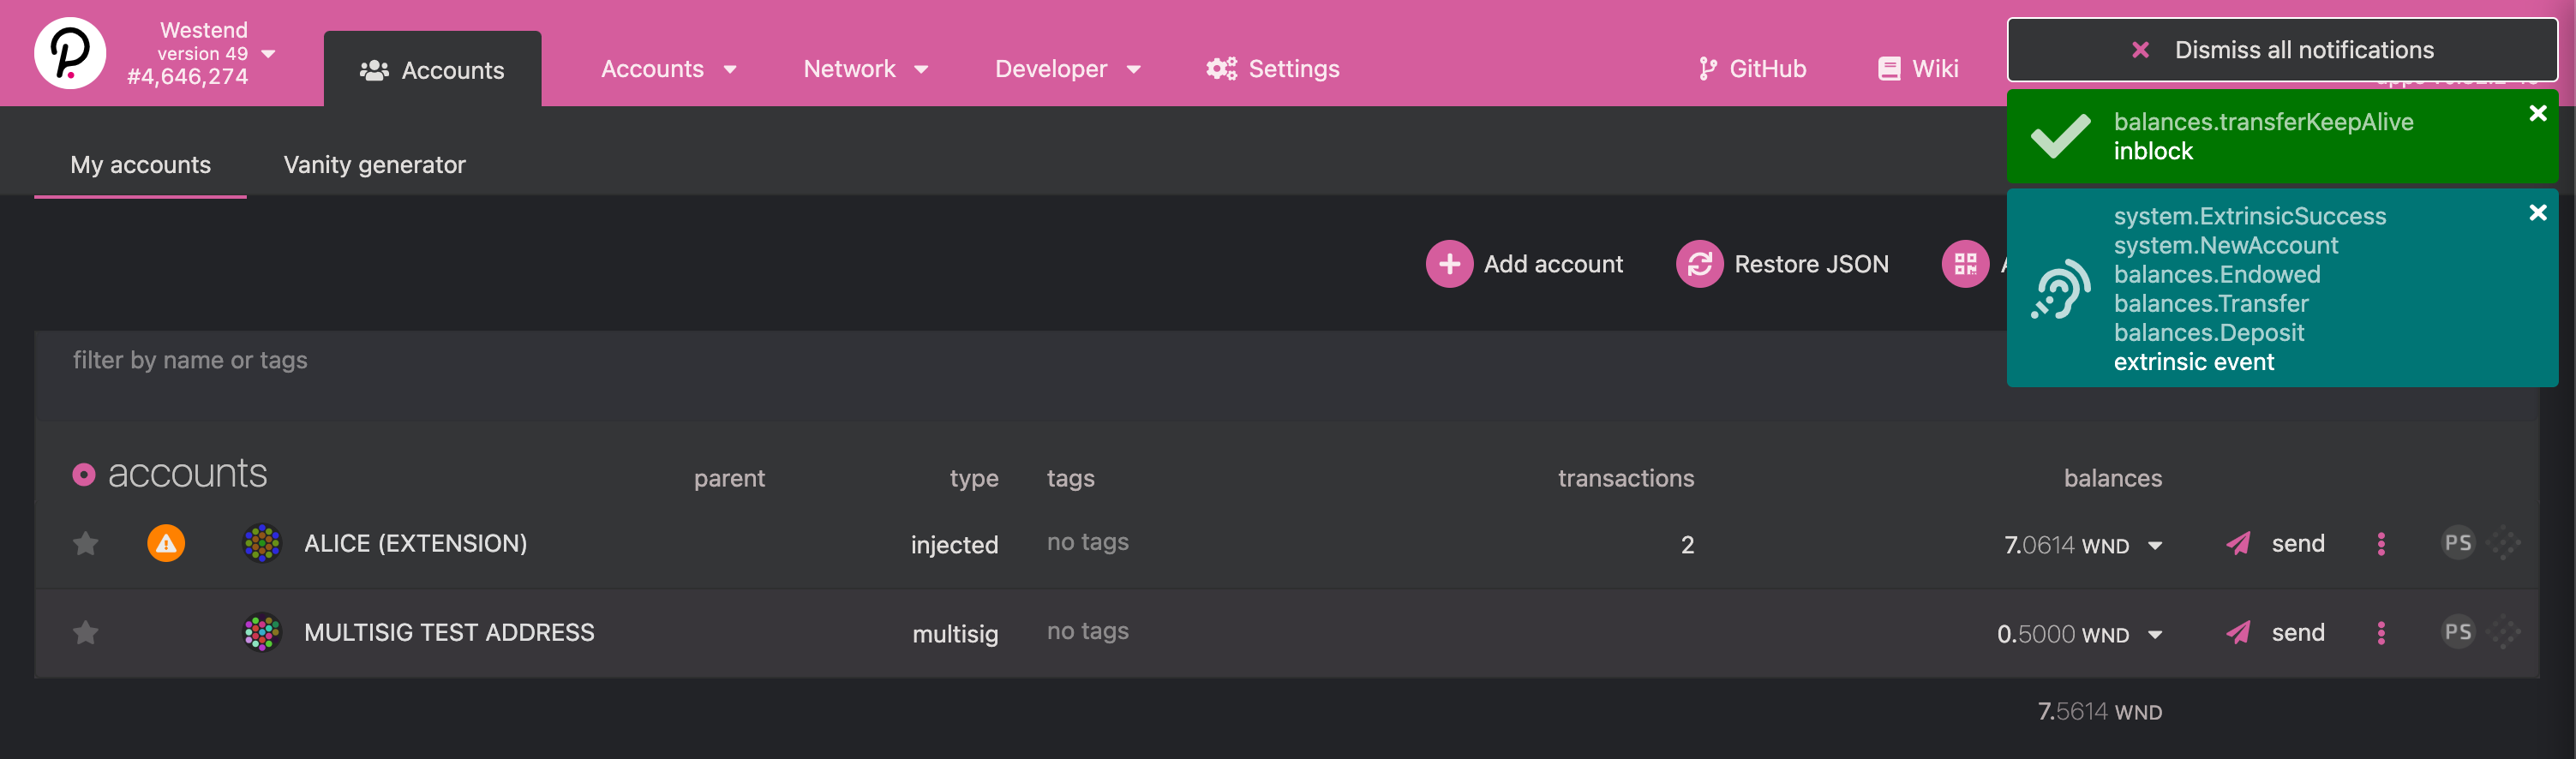 Westend
version 49
#4,646,274
Accounts
Accounts
Network
Developer
Settings
GitHub
Wiki
Dismiss all notifications
balances.transferKeepAlive
inblock
My accounts
Vanity generator
system.ExtrinsicSuccess
system.NewAccount
balances.Endowed
balances.Transfer
balances.Deposit
extrinsic event
Add account
Restore JSON
filter by name or tags
accounts parent type tags transactions balances
ALICE (EXTENSION) injected no tags 2 7.0614 WND send PS
MULTISIG TEST ADDRESS multisig no tags 0.5000 WND send PS
7.5614 WND